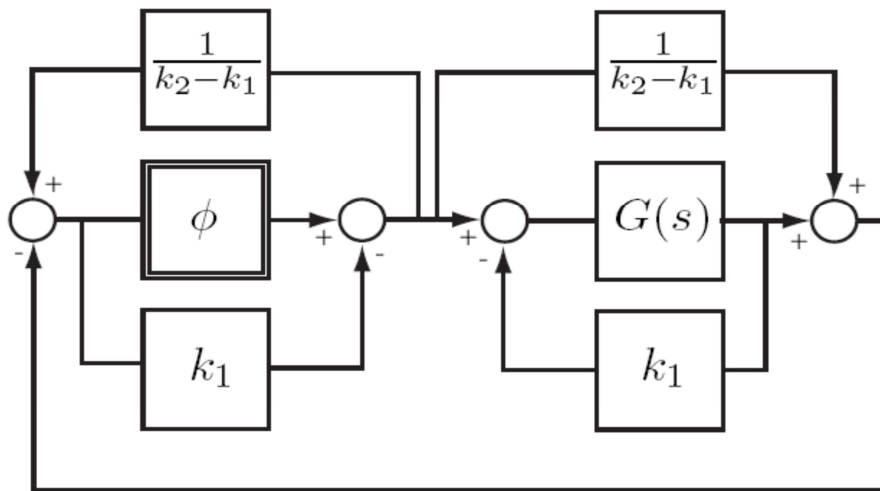 1
k₂−k₁
1
k₂−k₁
+
+
ϕ
G(s)
+
-
+
+
-
-
-
k₁
k₁